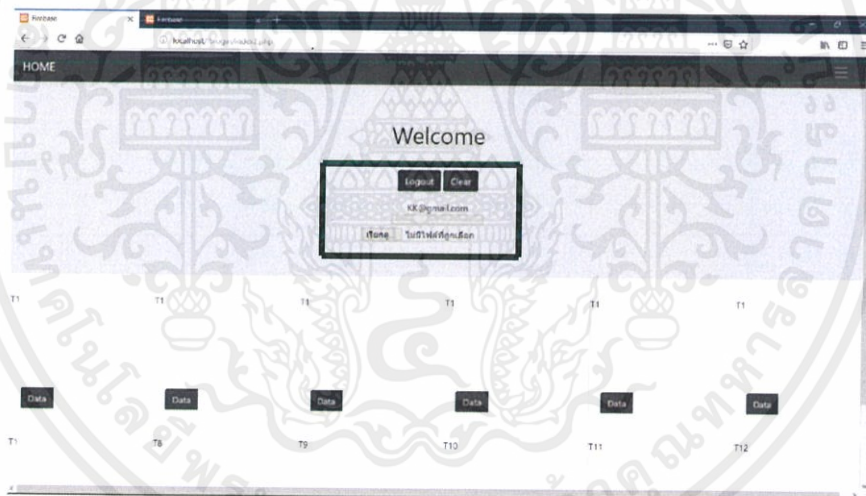 Firebase
Firebase
HOME
Welcome
Logout Clear
KK@gmail.com
เรียกดู ไม่มีไฟล์ที่ถูกเลือก
T1 T1 T1 T1 T1 T1
Data Data Data Data Data Data
T8 T9 T10 T11 T12